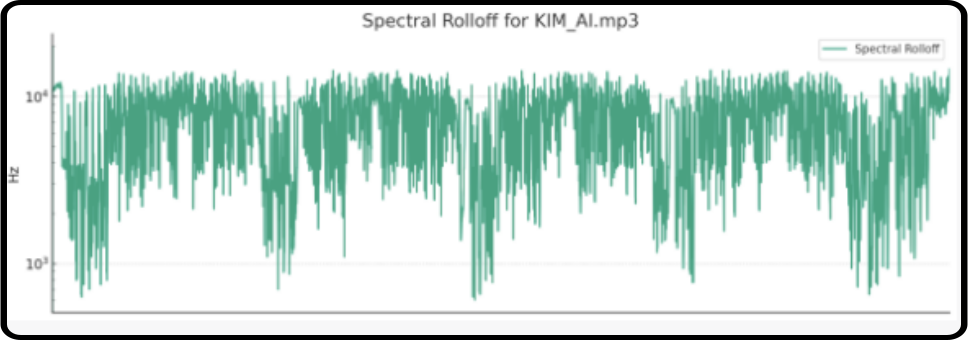 Spectral Rolloff for KIM_AI.mp3
Spectral Rolloff
10⁴
Hz
10³